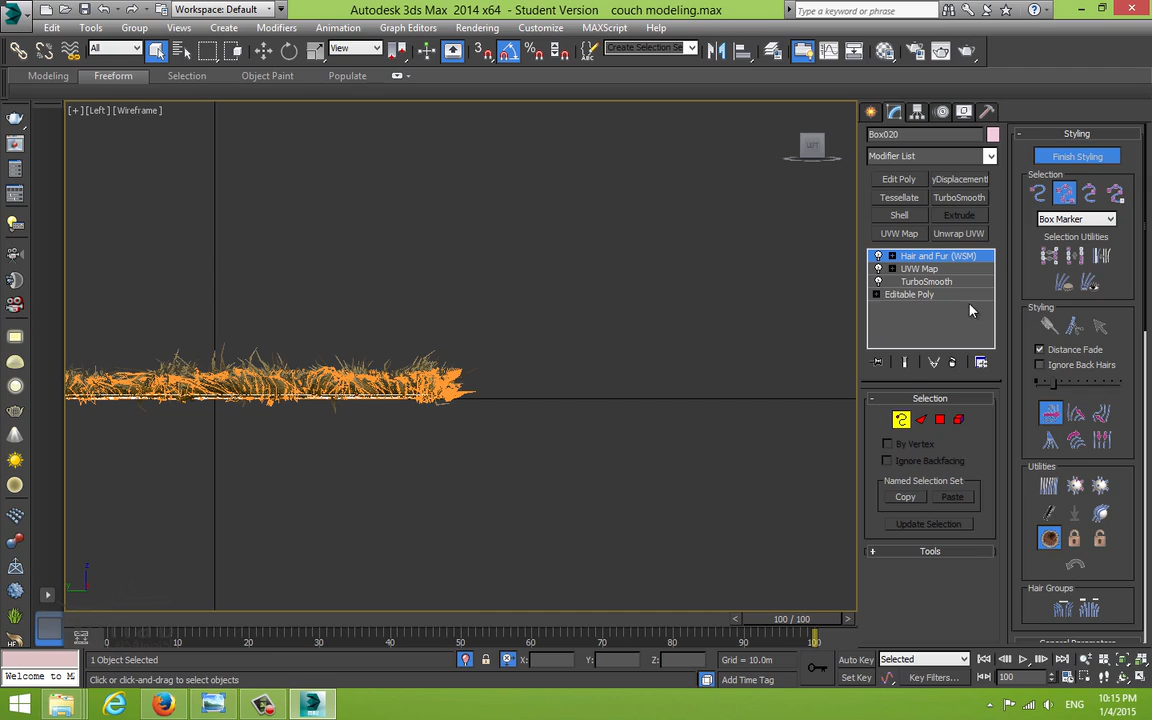 Workspace: Default
Autodesk 3ds Max 2014 x64 - Student Version couch modeling.max
Type a keyword or phrase
Edit Tools Group Views Create Modifiers Animation Graph Editors Rendering Customize MAXScript Help
All View Create Selection Se
Modeling Freeform Selection Object Paint Populate
[+] [Left] [Wireframe]
LEFT
Box020
Modifier List
Edit Poly yDisplacement
Tessellate TurboSmooth
Shell Extrude
UVW Map Unwrap UVW
Hair and Fur (WSM)
UVW Map
TurboSmooth
Editable Poly
Selection
By Vertex
Ignore Backfacing
Named Selection Set
Copy Paste
Update Selection
Tools
Styling
Finish Styling
Selection
Box Marker
Selection Utilities
Styling
Distance Fade
Ignore Back Hairs
Utilities
Hair Groups
General Parameters
100 / 100
0 10 20 30 40 50 60 70 80 90 100
1 Object Selected X: Y: Z: Grid = 10.0m Auto Key Selected
Welcome to M Click or click-and-drag to select objects Add Time Tag Set Key Key Filters... 100
ENG 10:15 PM
1/4/2015